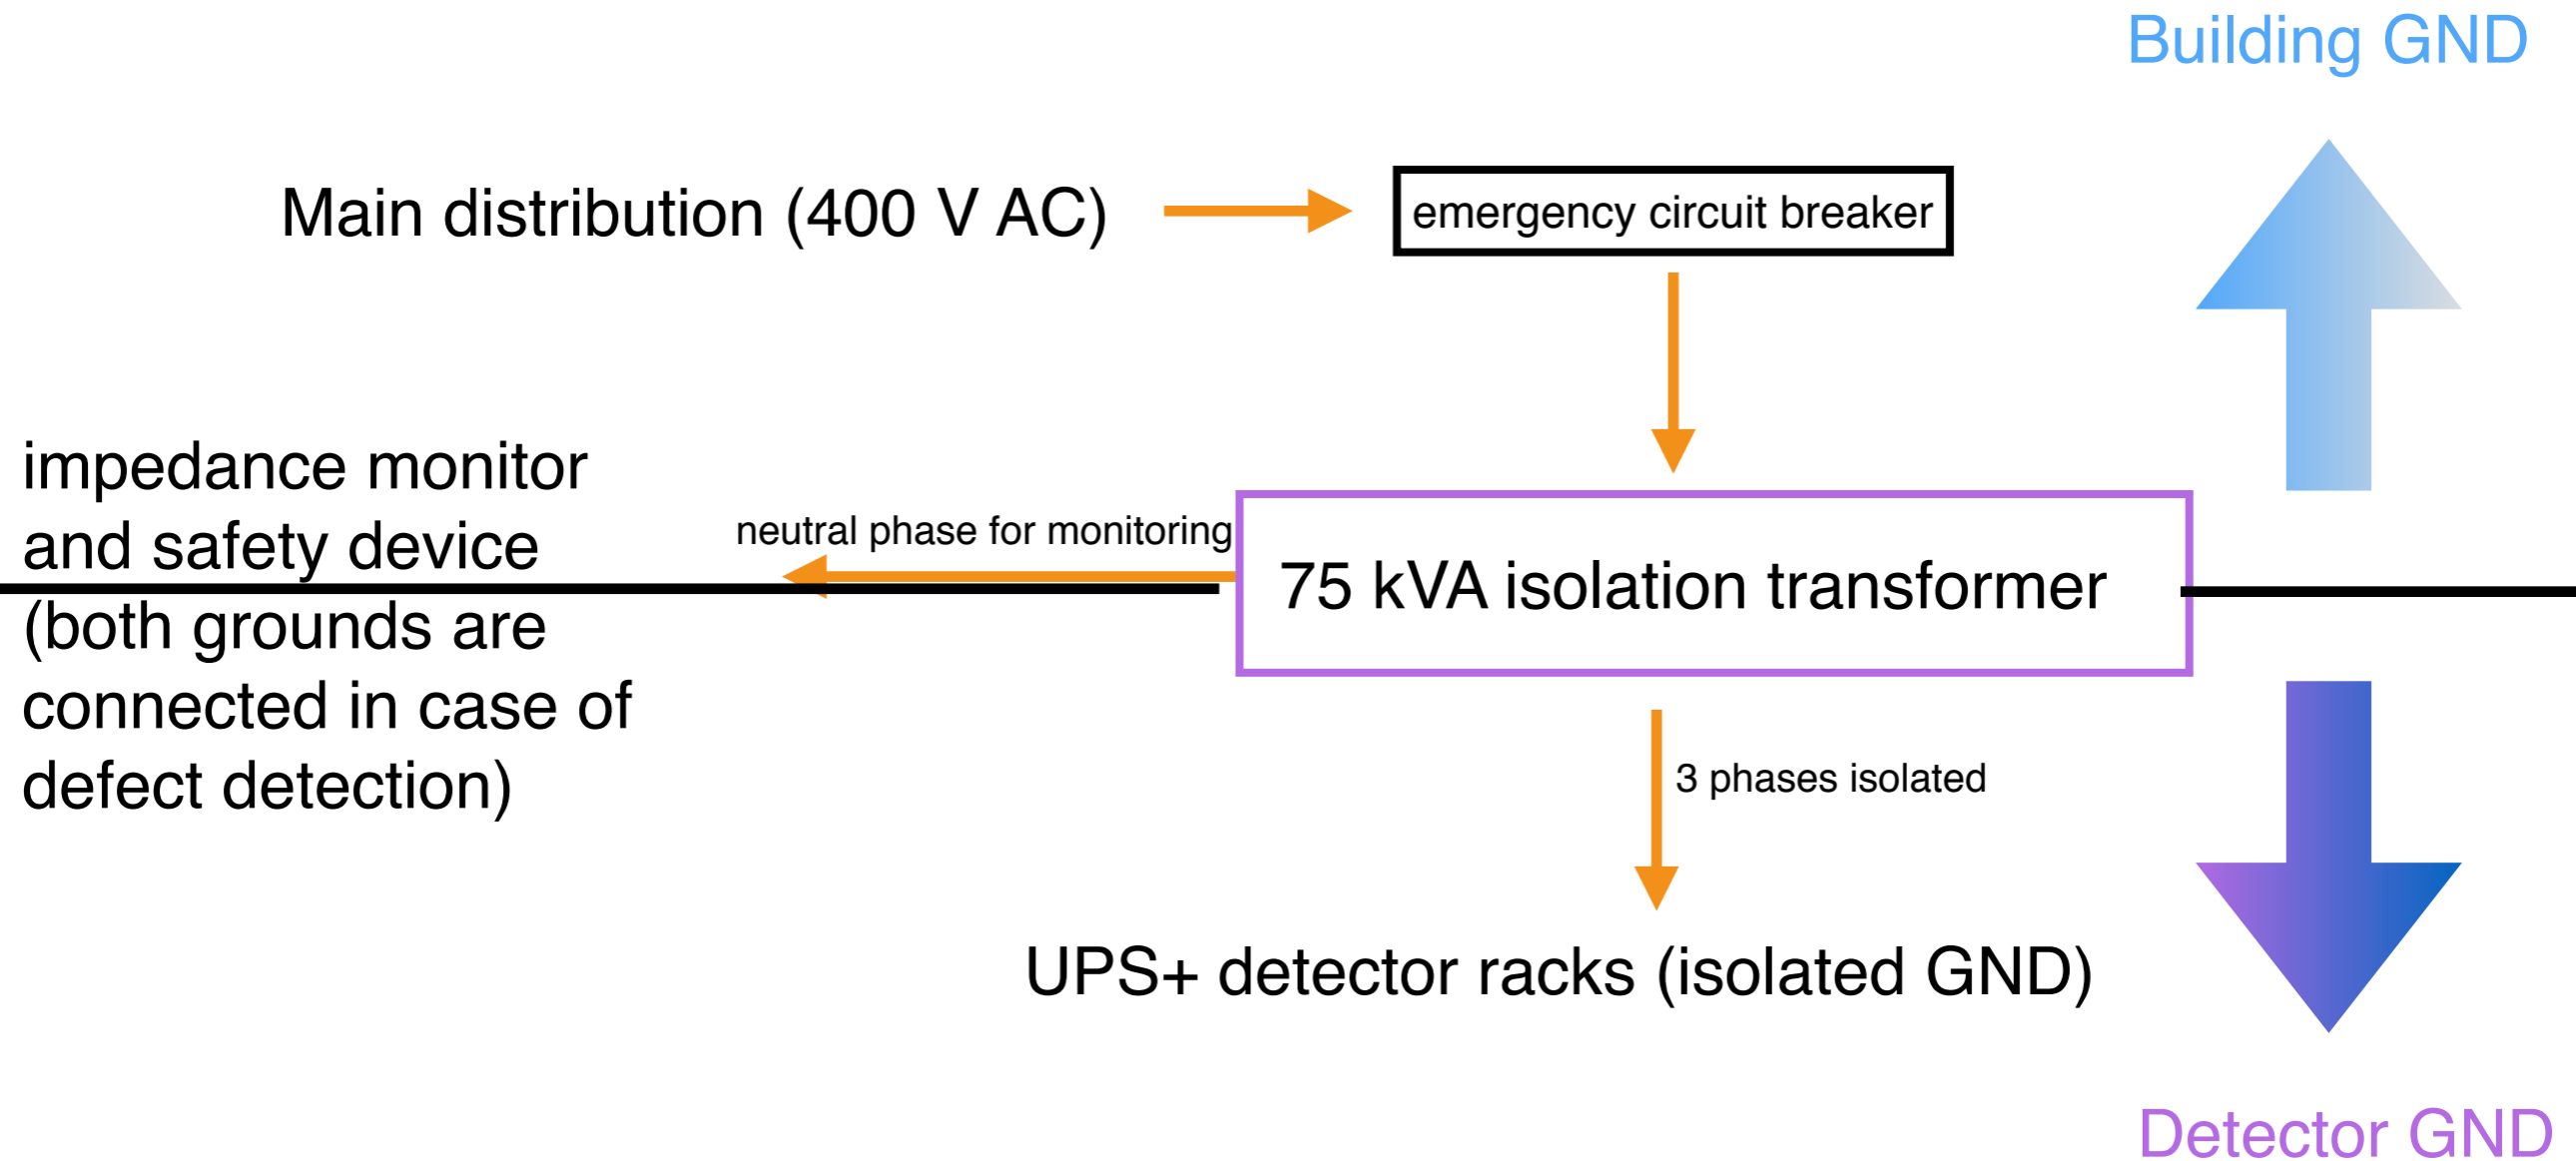 Building GND
Main distribution (400 V AC)
emergency circuit breaker
impedance monitor
and safety device
(both grounds are
connected in case of
defect detection)
neutral phase for monitoring
75 kVA isolation transformer
3 phases isolated
UPS+ detector racks (isolated GND)
Detector GND